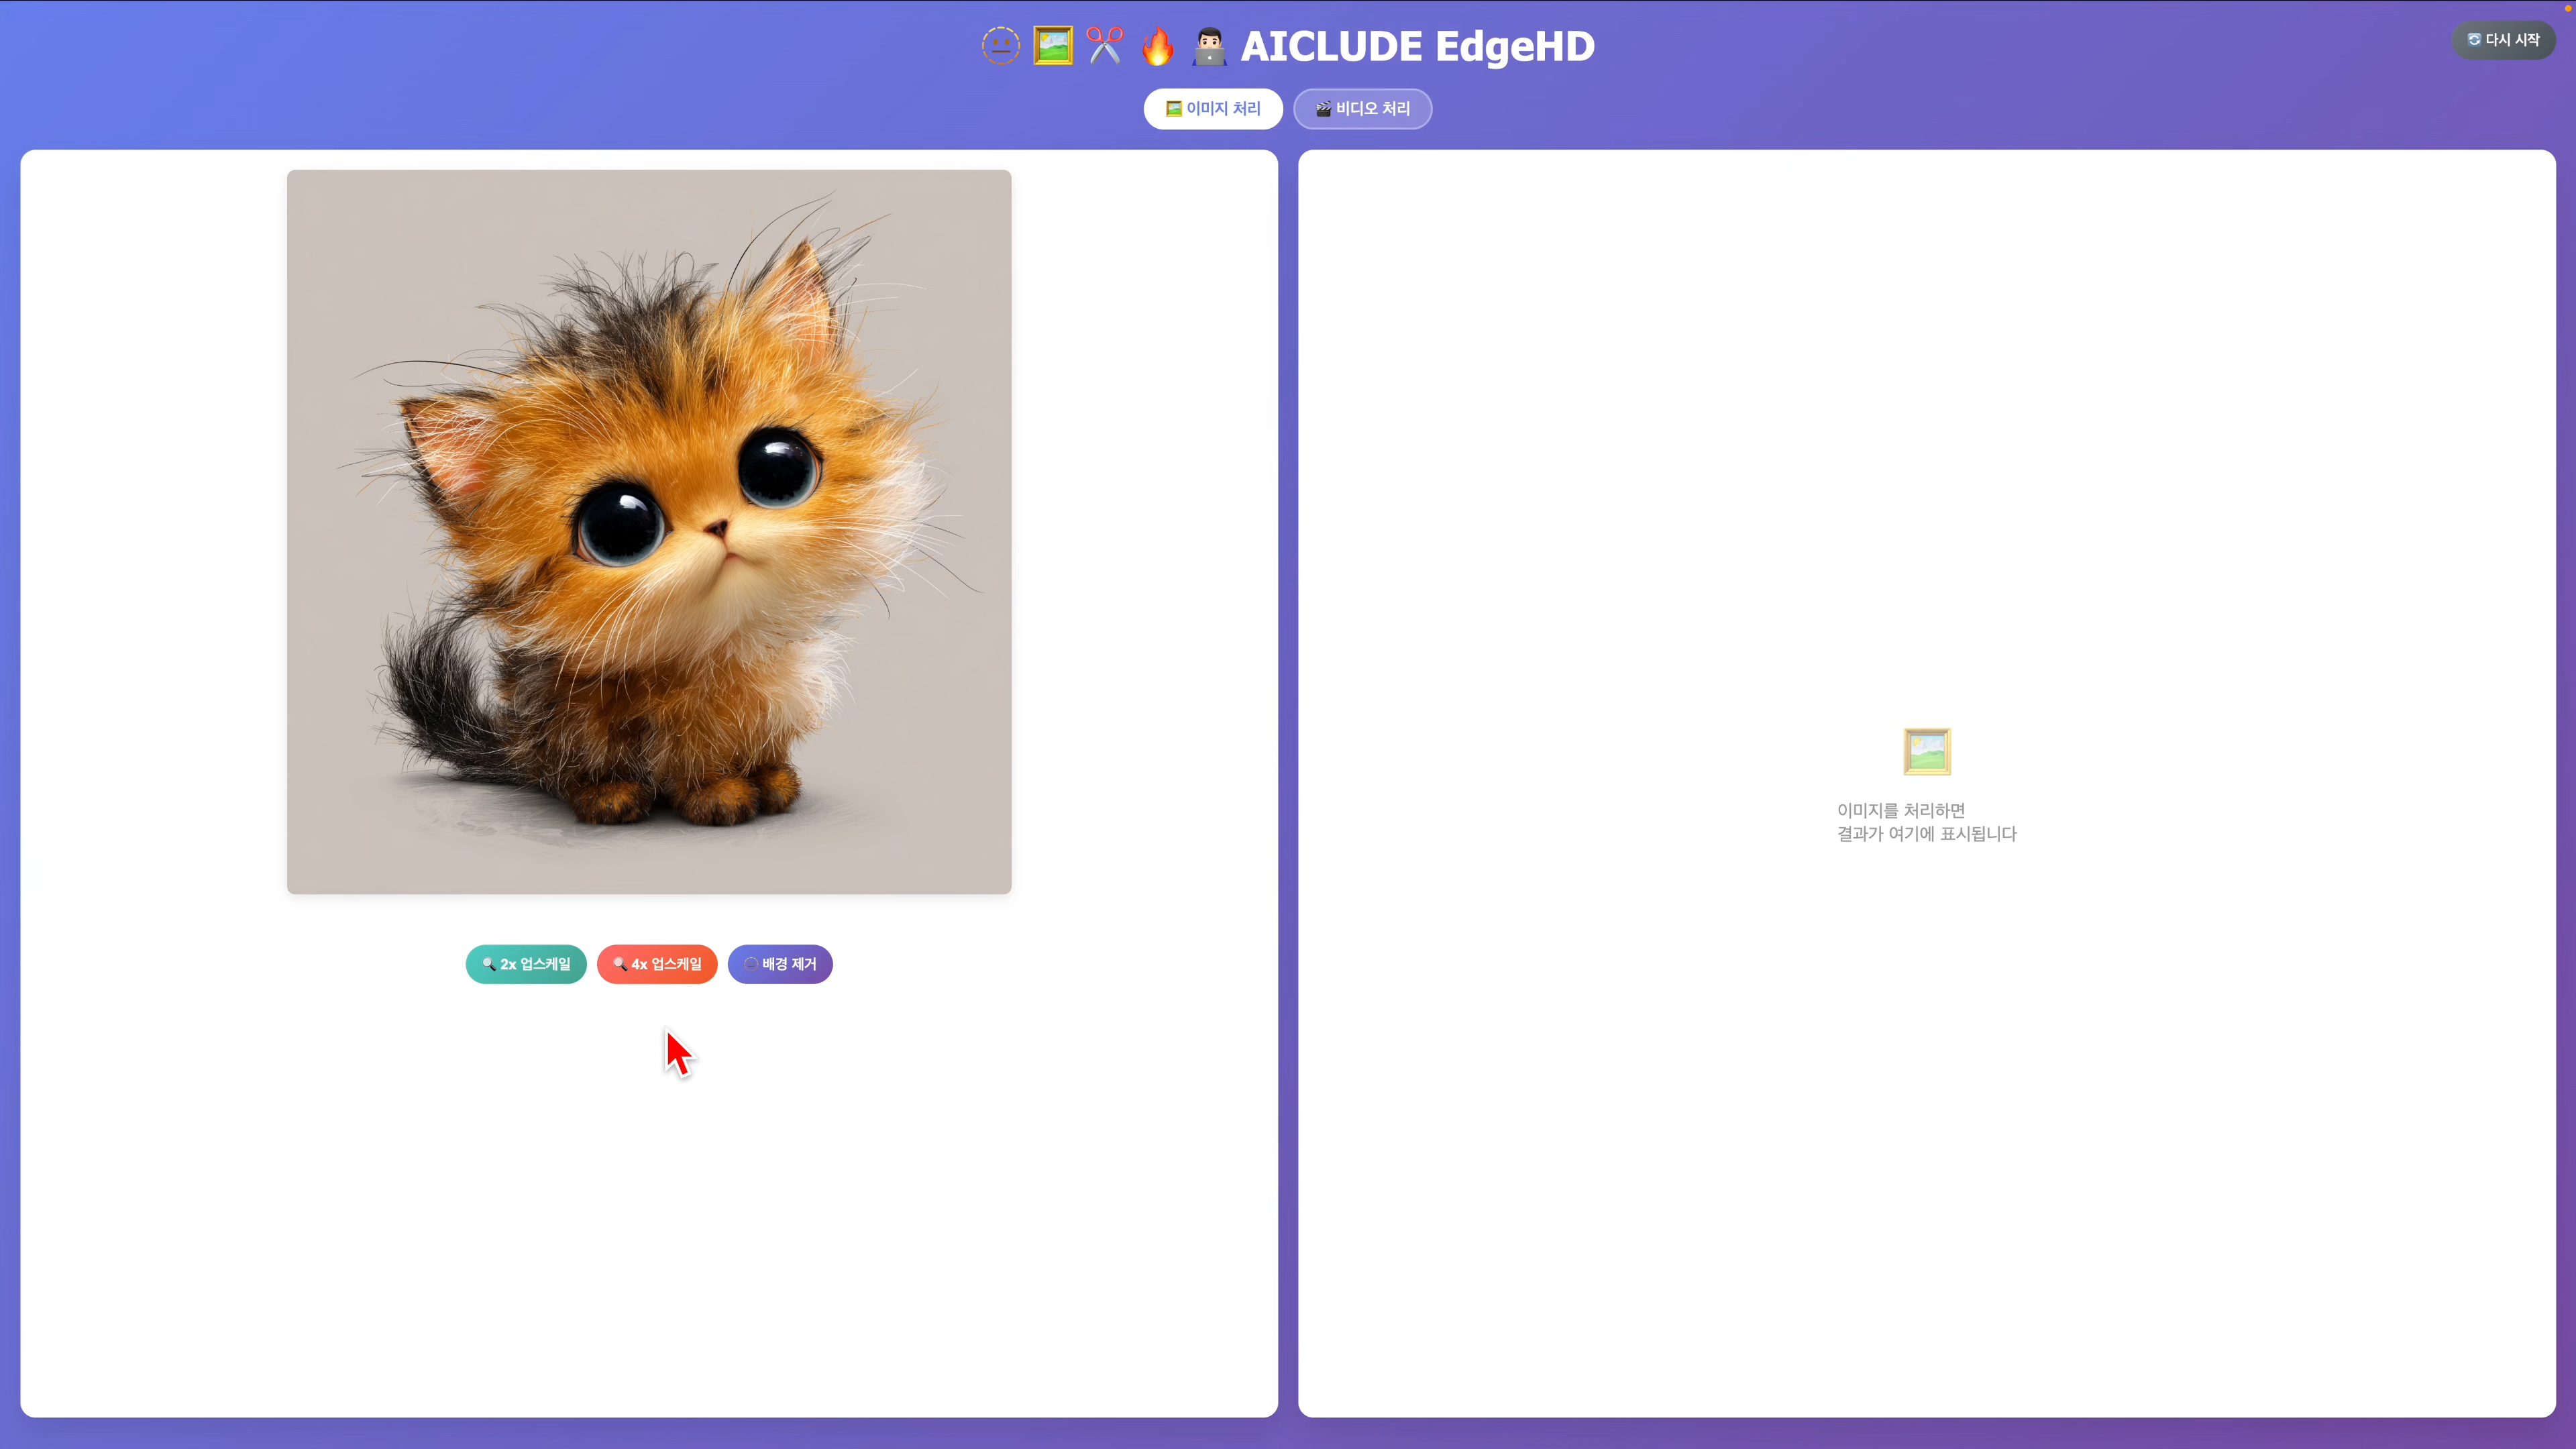 AICLUDE EdgeHD
다시 시작
이미지 처리
비디오 처리
2x 업스케일
4x 업스케일
배경 제거
이미지를 처리하면
결과가 여기에 표시됩니다